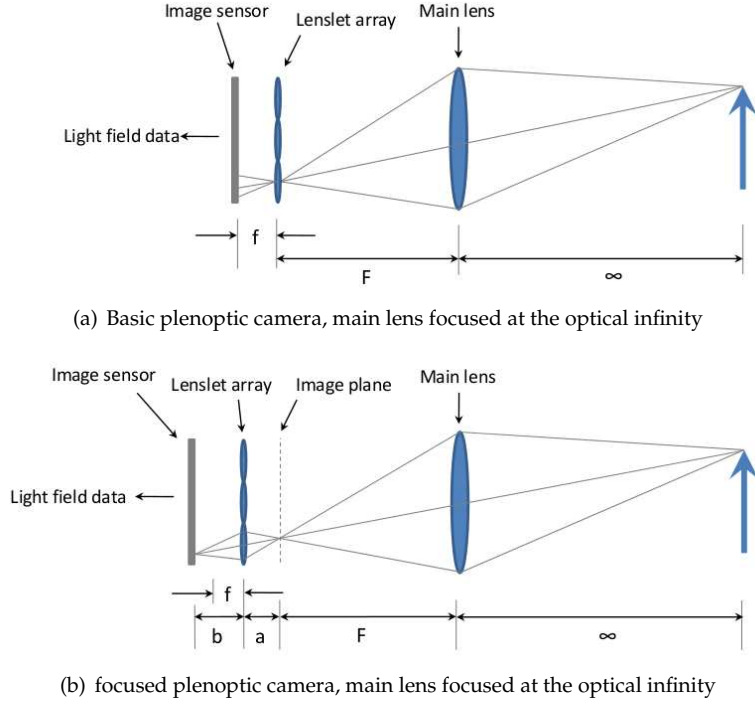 Image sensor
Lenslet array
Main lens
Light field data
f
F
∞
(a) Basic plenoptic camera, main lens focused at the optical infinity
Image sensor
Lenslet array
Image plane
Main lens
Light field data
f
b
a
F
∞
(b) focused plenoptic camera, main lens focused at the optical infinity